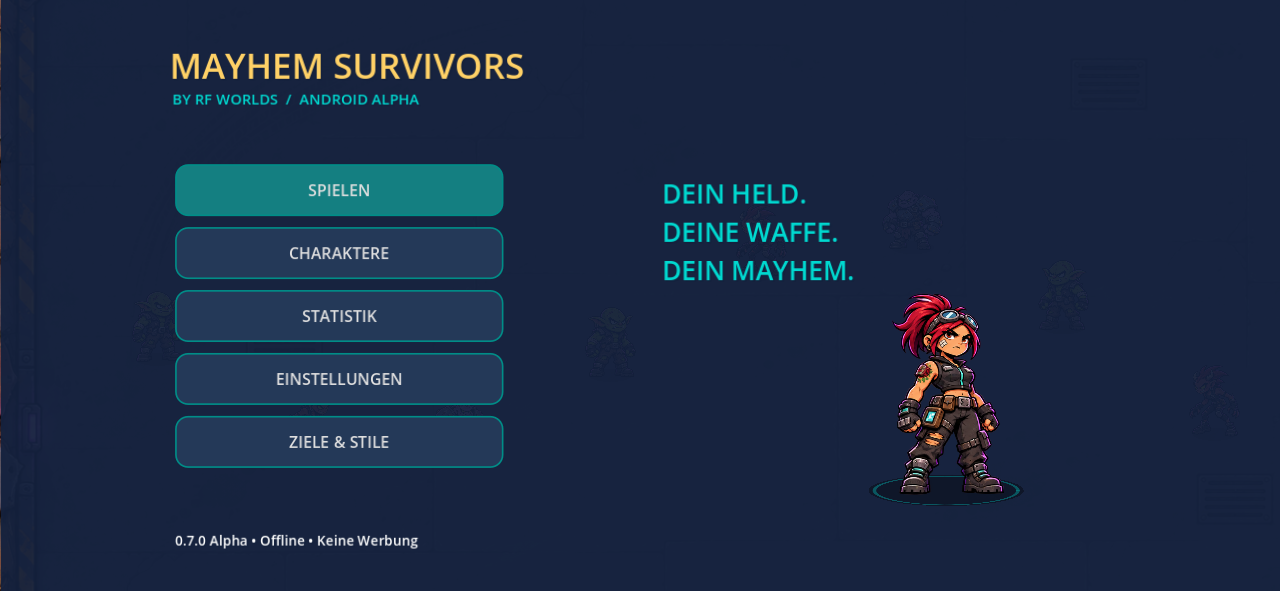 MAYHEM SURVIVORS
BY RF WORLDS / ANDROID ALPHA
SPIELEN
CHARAKTERE
STATISTIK
EINSTELLUNGEN
ZIELE & STILE
DEIN HELD.
DEINE WAFFE.
DEIN MAYHEM.
0.7.0 Alpha • Offline • Keine Werbung